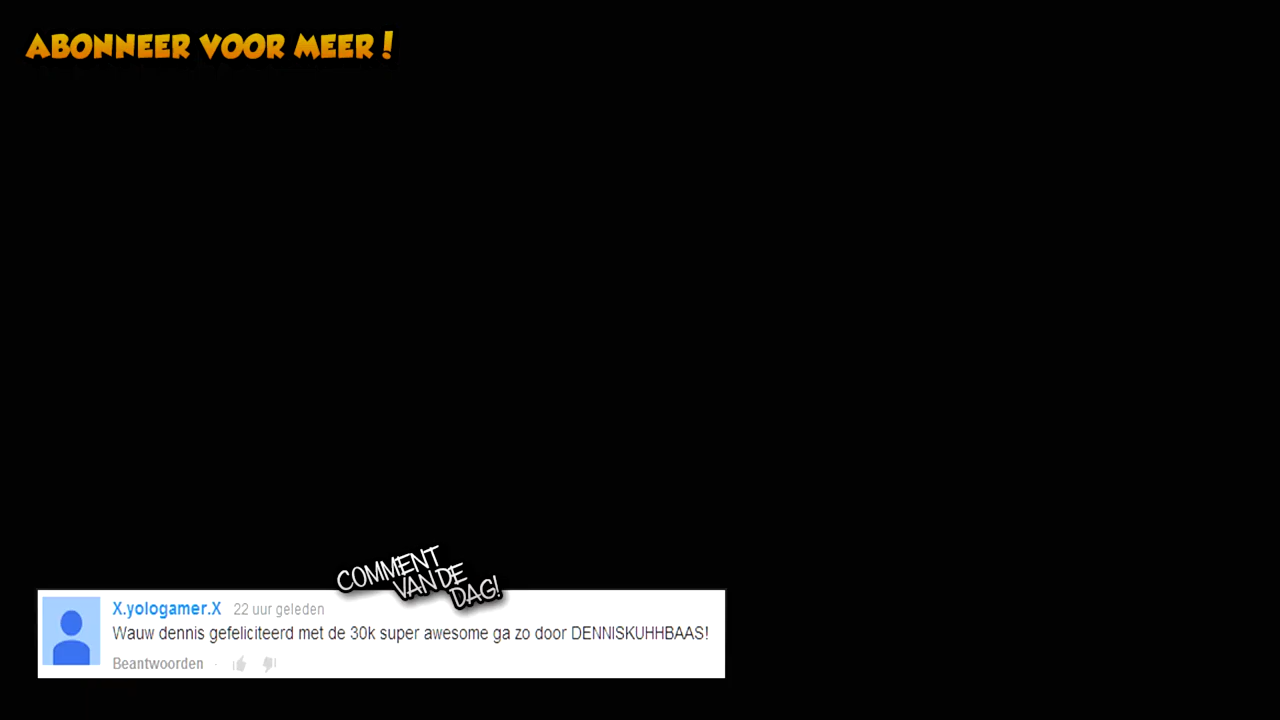 ABONNEER VOOR MEER!
COMMENT
VAN DE
DAG!
X.yologamer.X 22 uur geleden
Wauw dennis gefeliciteerd met de 30k super awesome ga zo door DENNISKUHHBAAS!
Beantwoorden ·